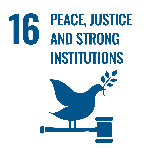 16 PEACE, JUSTICE
AND STRONG
INSTITUTIONS